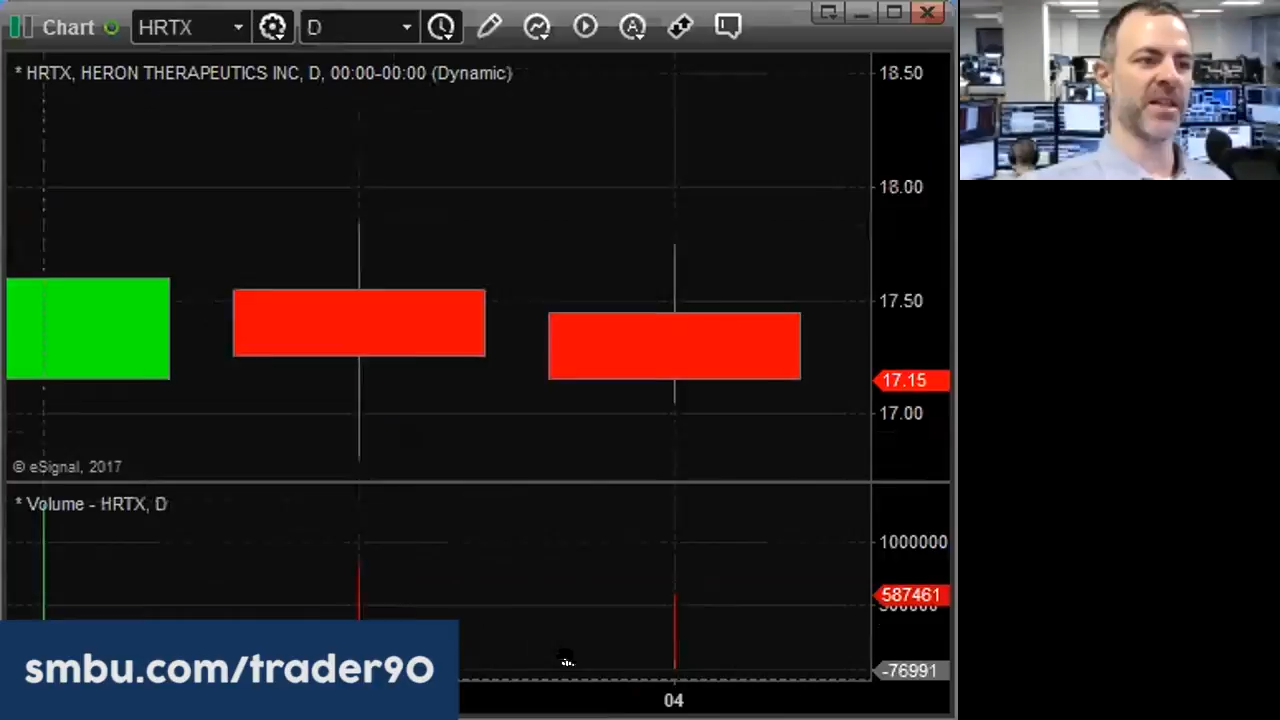 Chart HRTX D
* HRTX, HERON THERAPEUTICS INC, D, 00:00-00:00 (Dynamic)
18.50
18.00
17.50
17.15
17.00
© eSignal, 2017
* Volume - HRTX, D
1000000
587461
500000
-76991
smbu.com/trader90
04